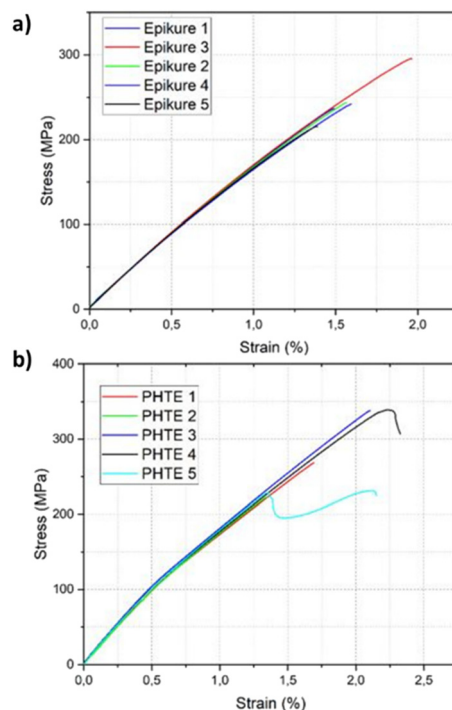 a)
Epikure 1
Epikure 3
Epikure 2
Epikure 4
Epikure 5
300
200
100
0
Stress (MPa)
0,0 0,5 1,0 1,5 2,0
Strain (%)
b)
PHTE 1
PHTE 2
PHTE 3
PHTE 4
PHTE 5
400
300
200
100
0
Stress (MPa)
0,0 0,5 1,0 1,5 2,0 2,5
Strain (%)